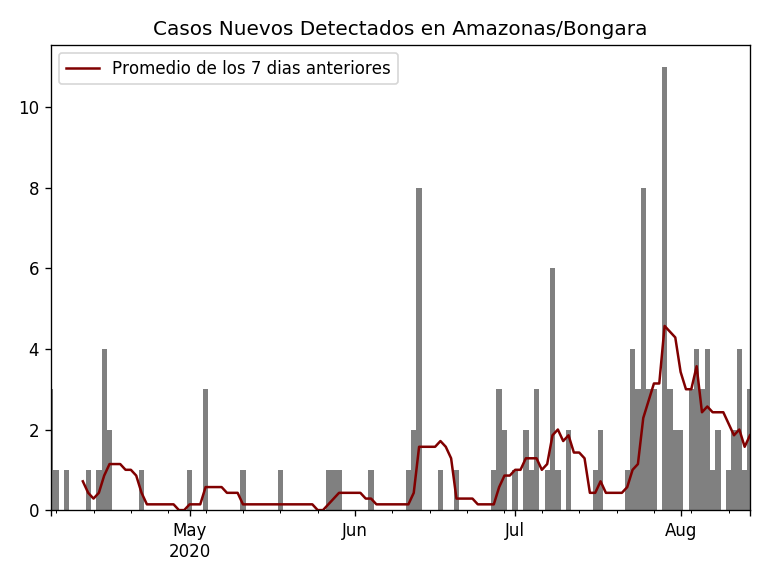 Casos Nuevos Detectados en Amazonas/Bongara
Promedio de los 7 dias anteriores
10
8
6
4
2
0
May
2020
Jun
Jul
Aug